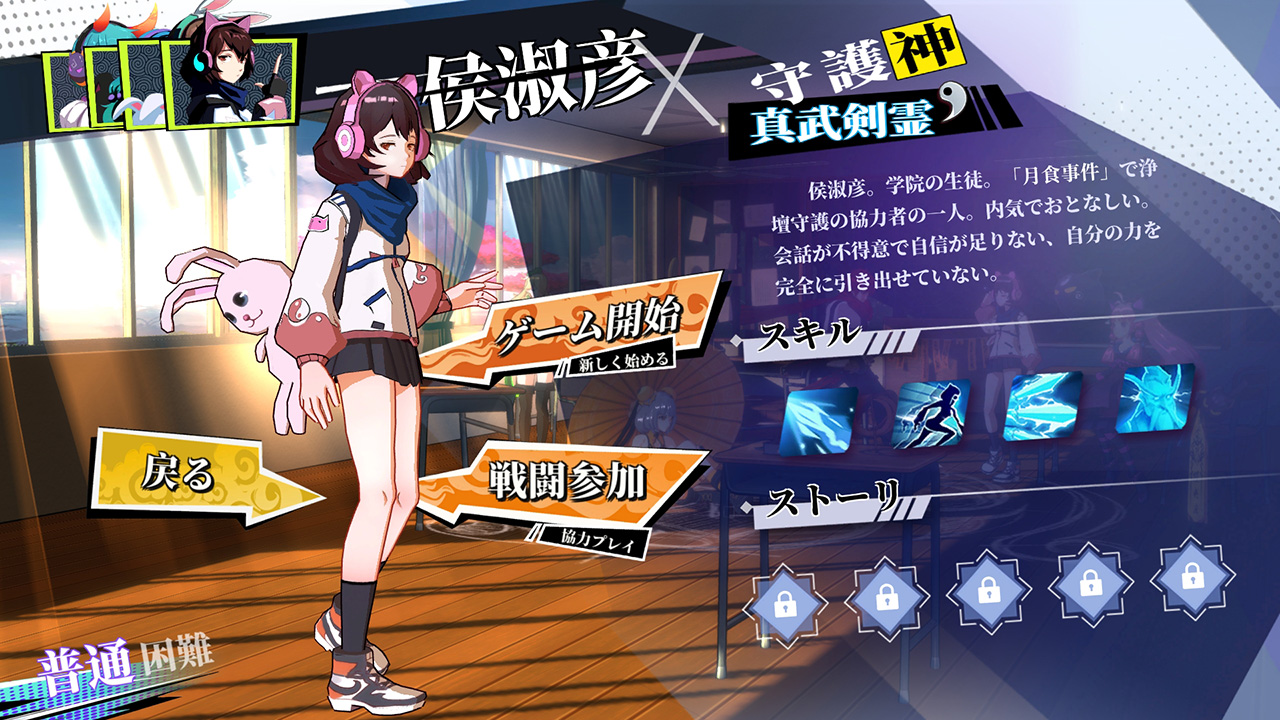 侯淑彦
守護神
真武剣霊
侯淑彦。学院の生徒。「月食事件」で浄
壇守護の協力者の一人。内気でおとなしい。
会話が不得意で自信が足りない、自分の力を
完全に引き出せていない。
ゲーム開始
新しく始める
スキル
戻る
戦闘参加
協力プレイ
ストーリ
普通 困難